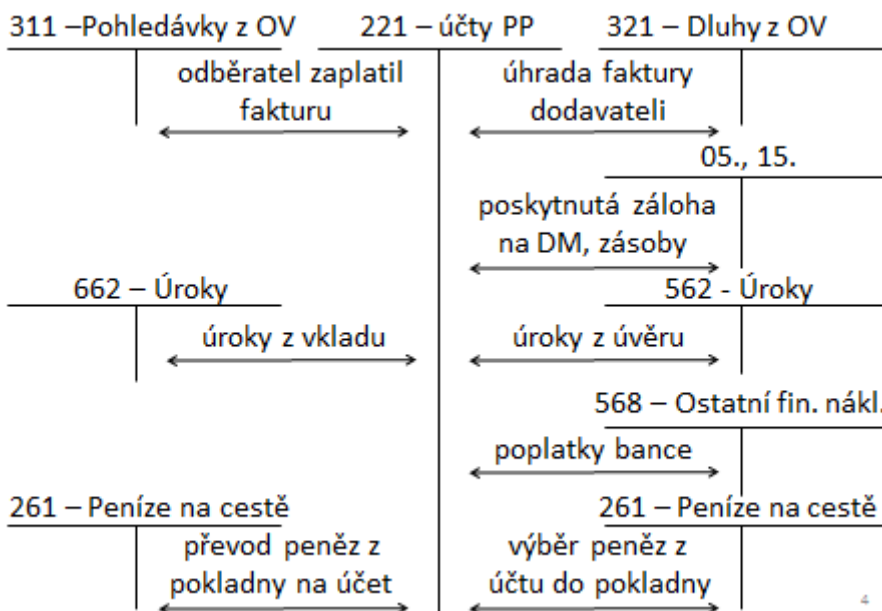 311 –Pohledávky z OV
221 – účty PP
321 – Dluhy z OV
odběratel zaplatil
fakturu
úhrada faktury
dodavateli
05., 15.
poskytnutá záloha
na DM, zásoby
662 – Úroky
562 - Úroky
úroky z vkladu
úroky z úvěru
568 – Ostatní fin. nákl.
poplatky bance
261 – Peníze na cestě
261 – Peníze na cestě
převod peněz z
pokladny na účet
výběr peněz z
účtu do pokladny
4